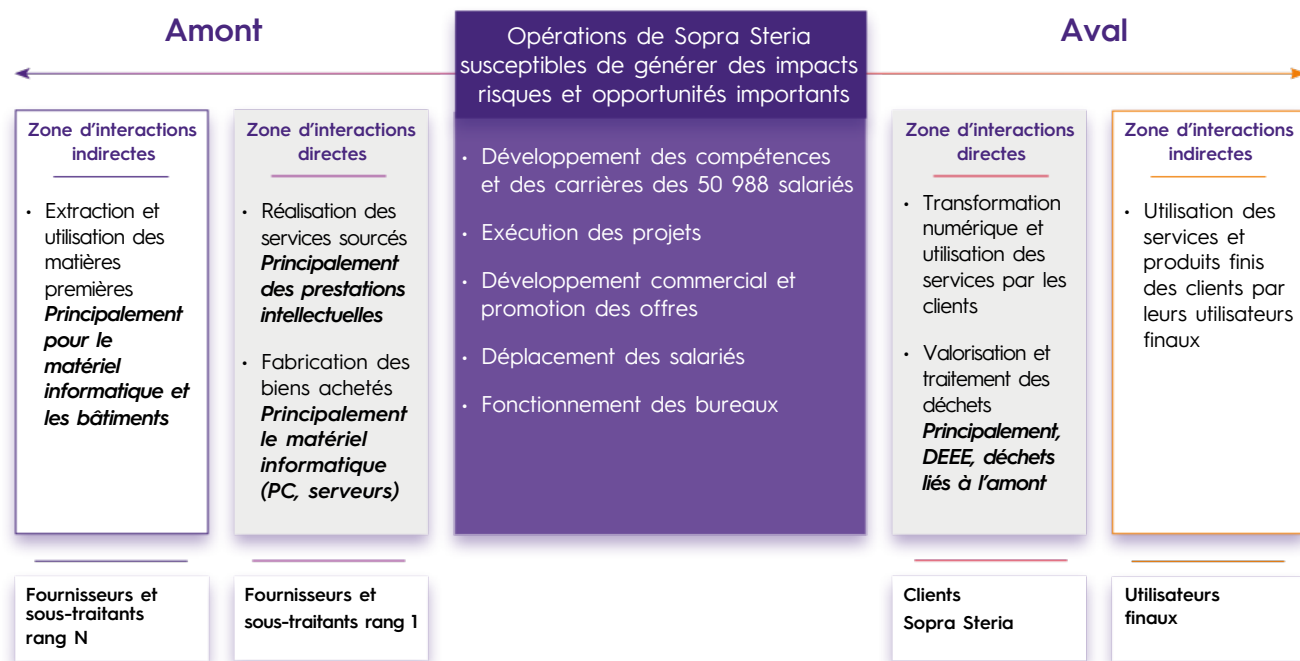 Amont
Opérations de Sopra Steria
susceptibles de générer des impacts
risques et opportunités importants
Aval
Zone d'interactions
indirectes
• Extraction et
utilisation des
matières
premières
Principalement
pour le
matériel
informatique et
les bâtiments
Fournisseurs et
sous-traitants
rang N
Zone d'interactions
directes
• Réalisation des
services sourcés
Principalement
des prestations
intellectuelles
• Fabrication des
biens achetés
Principalement
le matériel
informatique
(PC, serveurs)
Fournisseurs et
sous-traitants rang 1
• Développement des compétences
et des carrières des 50 988 salariés
• Exécution des projets
• Développement commercial et
promotion des offres
• Déplacement des salariés
• Fonctionnement des bureaux
Zone d'interactions
directes
• Transformation
numérique et
utilisation des
services par les
clients
• Valorisation et
traitement des
déchets
Principalement,
DEEE, déchets
liés à l'amont
Clients
Sopra Steria
Zone d'interactions
indirectes
• Utilisation des
services et
produits finis
des clients par
leurs utilisateurs
finaux
Utilisateurs
finaux